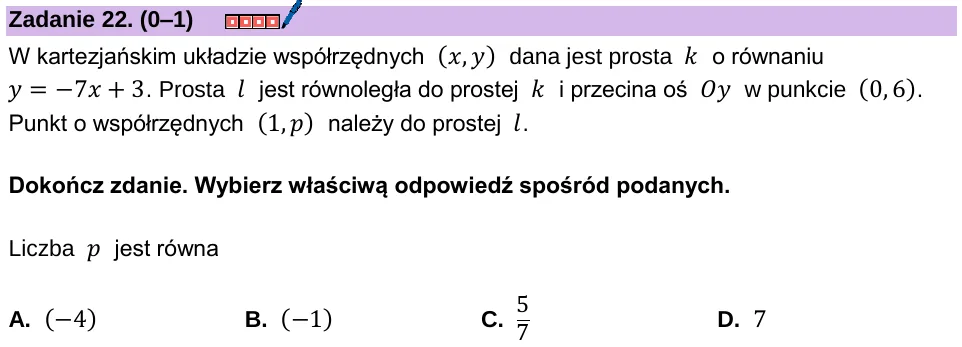 Zadanie 22. (0–1)
W kartezjańskim układzie współrzędnych (x, y) dana jest prosta k o równaniu
y = −7x + 3. Prosta l jest równoległa do prostej k i przecina oś Oy w punkcie (0, 6).
Punkt o współrzędnych (1, p) należy do prostej l.
Dokończ zdanie. Wybierz właściwą odpowiedź spośród podanych.
Liczba p jest równa
A. (−4) B. (−1) C. 5/7 D. 7